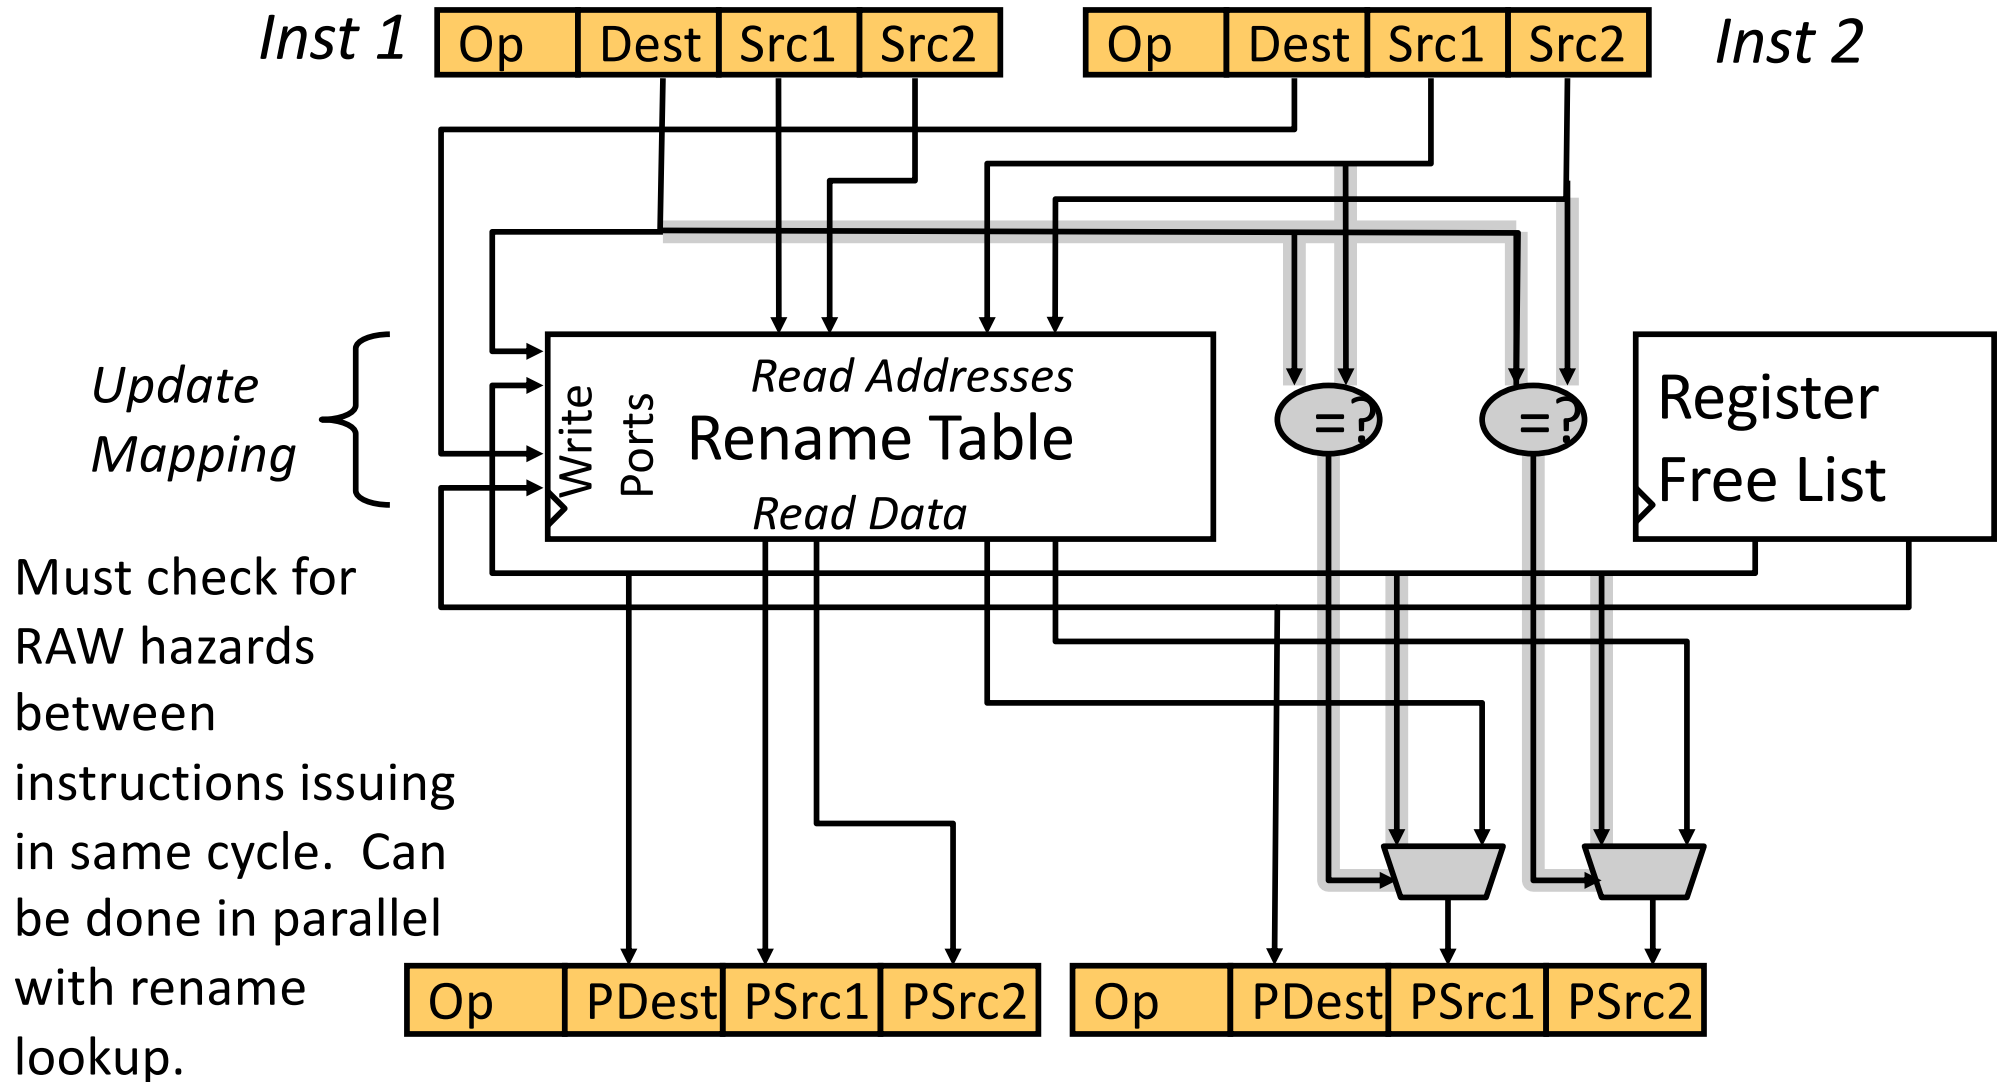 Inst 1 Op Dest Src1 Src2 Op Dest Src1 Src2 Inst 2
Update
Mapping
Write
Ports
Read Addresses
Rename Table
Read Data
=?
=?
Register
Free List
Must check for
RAW hazards
between
instructions issuing
in same cycle.  Can
be done in parallel
with rename
lookup.
Op PDest PSrc1 PSrc2 Op PDest PSrc1 PSrc2